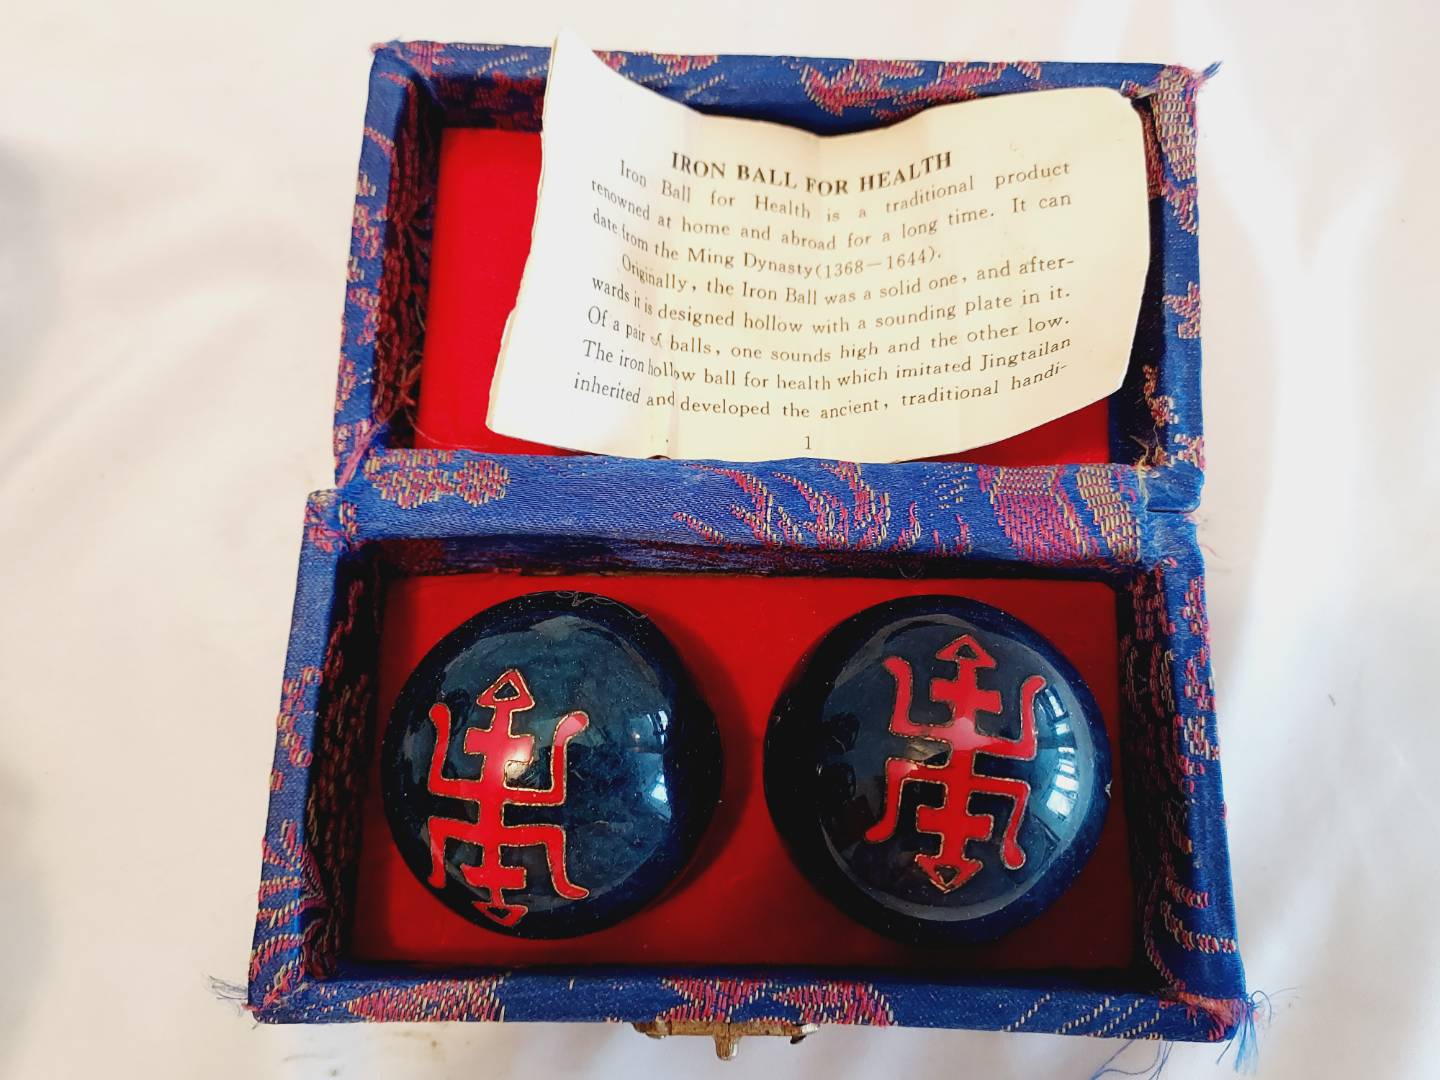 IRON BALL FOR HEALTH
Iron Ball for Health is a traditional product
renowned at home and abroad for a long time. It can
date from the Ming Dynasty(1368—1644).
Originally, the Iron Ball was a solid one, and after-
wards it is designed hollow with a sounding plate in it.
Of a pair of balls, one sounds high and the other low.
The iron hollow ball for health which imitated Jingtailan
inherited and developed the ancient, traditional handi-
1